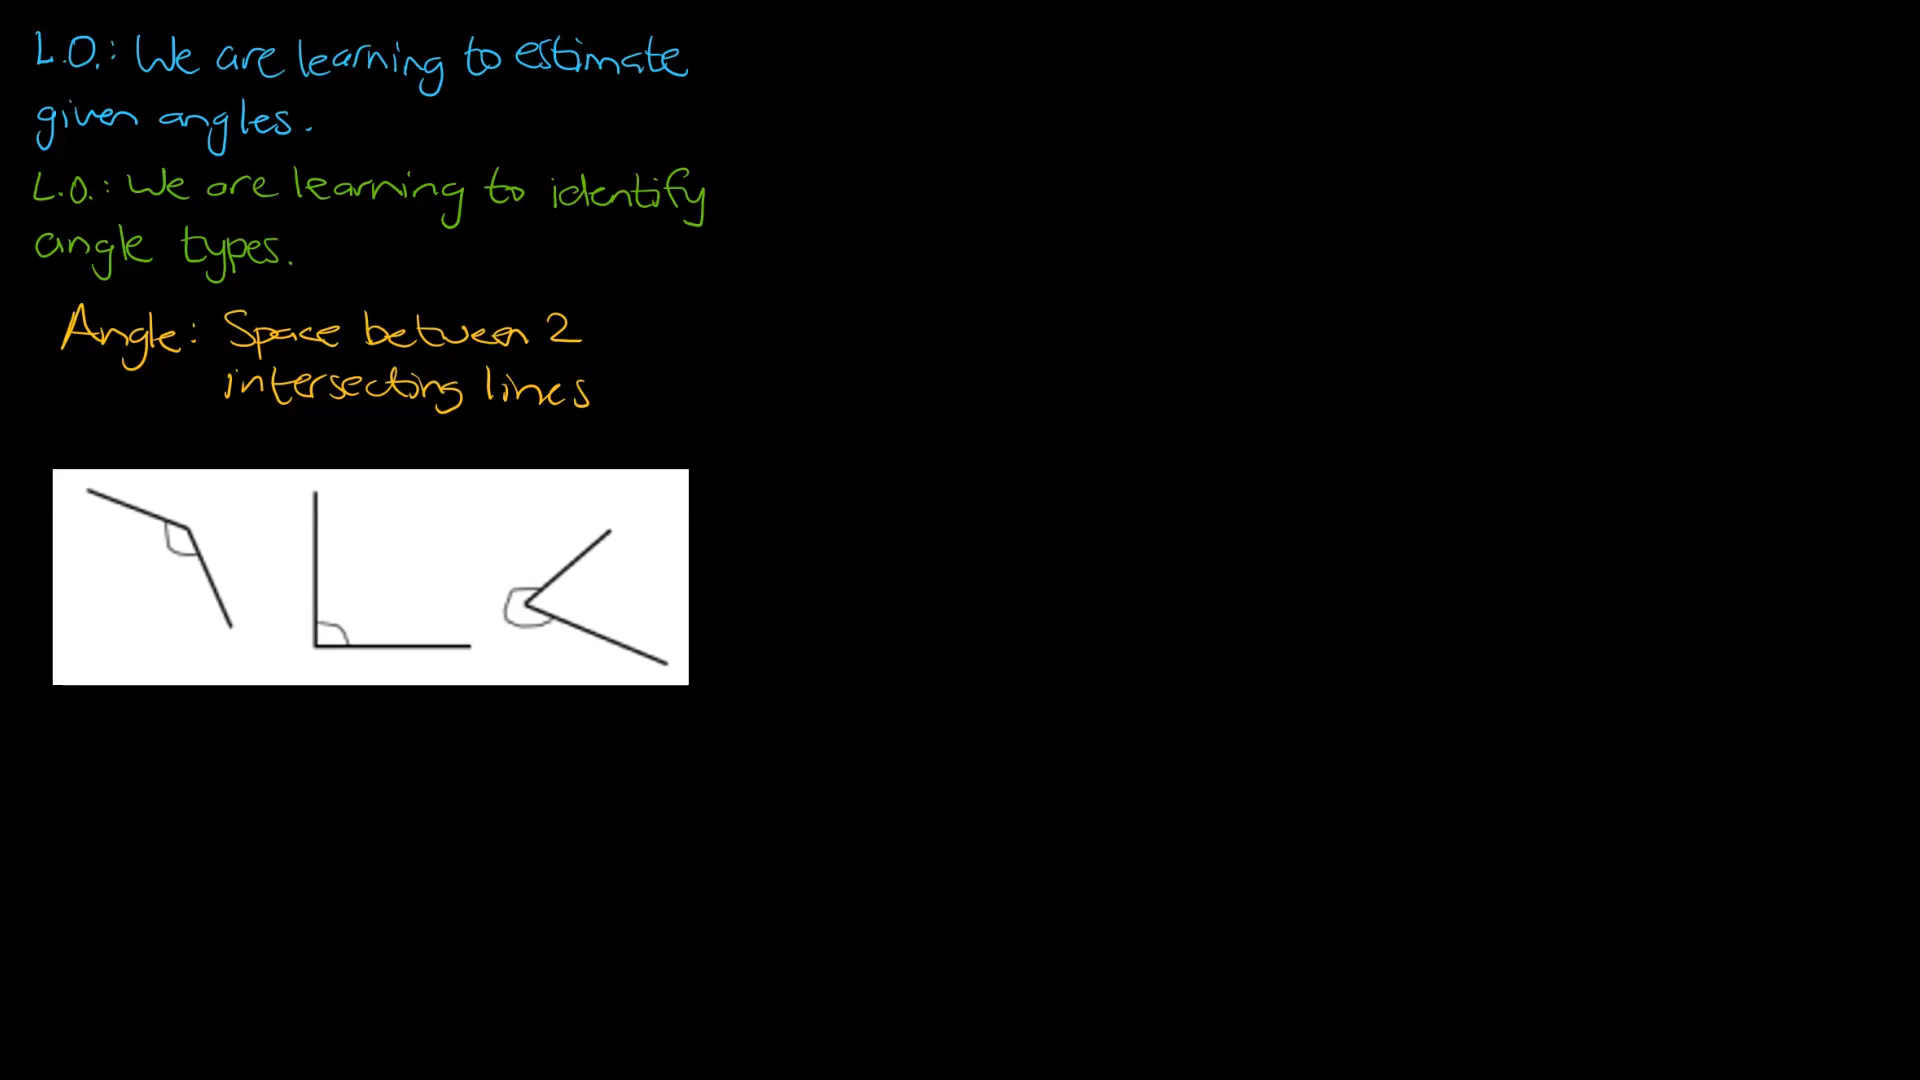 L.O.: We are learning to estimate
given angles.
L.O.: We are learning to identify
angle types.
Angle: Space between 2
intersecting lines